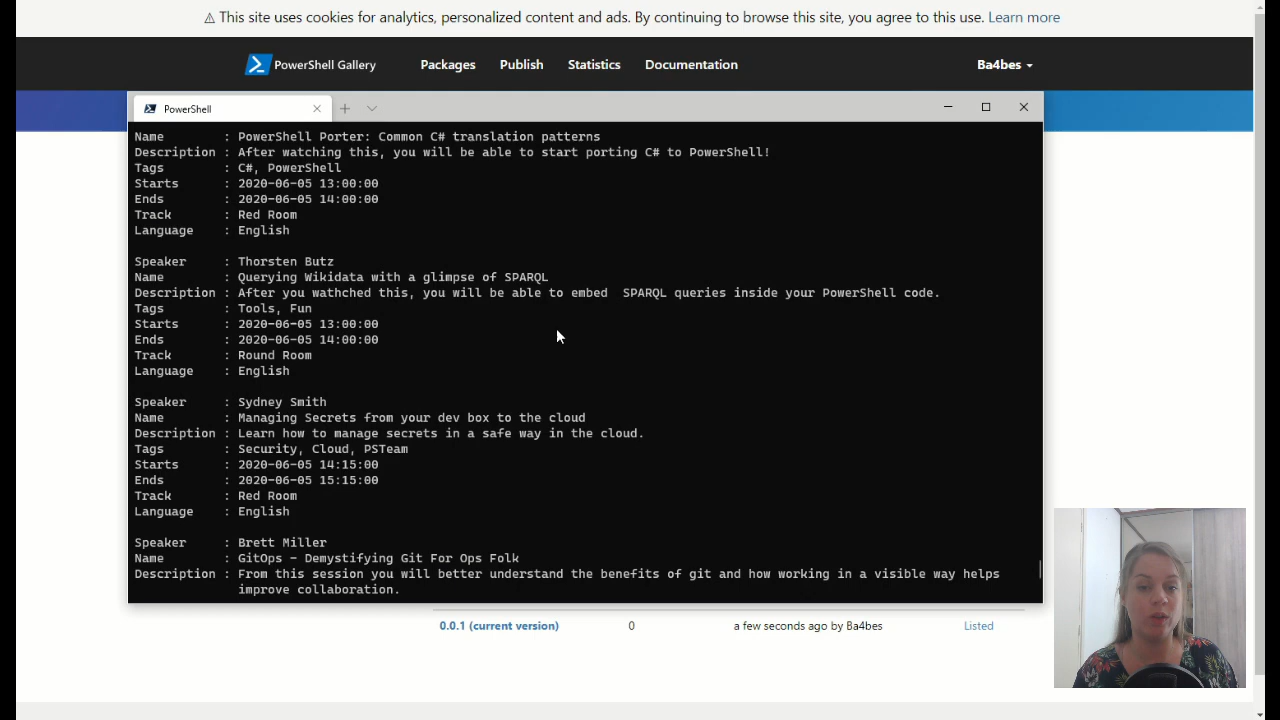 ⚠ This site uses cookies for analytics, personalized content and ads. By continuing to browse this site, you agree to this use. Learn more
PowerShell Gallery Packages Publish Statistics Documentation Ba4bes
PowerShell
Name : PowerShell Porter: Common C# translation patterns
Description : After watching this, you will be able to start porting C# to PowerShell!
Tags : C#, PowerShell
Starts : 2020-06-05 13:00:00
Ends : 2020-06-05 14:00:00
Track : Red Room
Language : English
Speaker : Thorsten Butz
Name : Querying Wikidata with a glimpse of SPARQL
Description : After you wathched this, you will be able to embed  SPARQL queries inside your PowerShell code.
Tags : Tools, Fun
Starts : 2020-06-05 13:00:00
Ends : 2020-06-05 14:00:00
Track : Round Room
Language : English
Speaker : Sydney Smith
Name : Managing Secrets from your dev box to the cloud
Description : Learn how to manage secrets in a safe way in the cloud.
Tags : Security, Cloud, PSTeam
Starts : 2020-06-05 14:15:00
Ends : 2020-06-05 15:15:00
Track : Red Room
Language : English
Speaker : Brett Miller
Name : GitOps - Demystifying Git For Ops Folk
Description : From this session you will better understand the benefits of git and how working in a visible way helps
improve collaboration.
0.0.1 (current version) 0 a few seconds ago by Ba4bes Listed